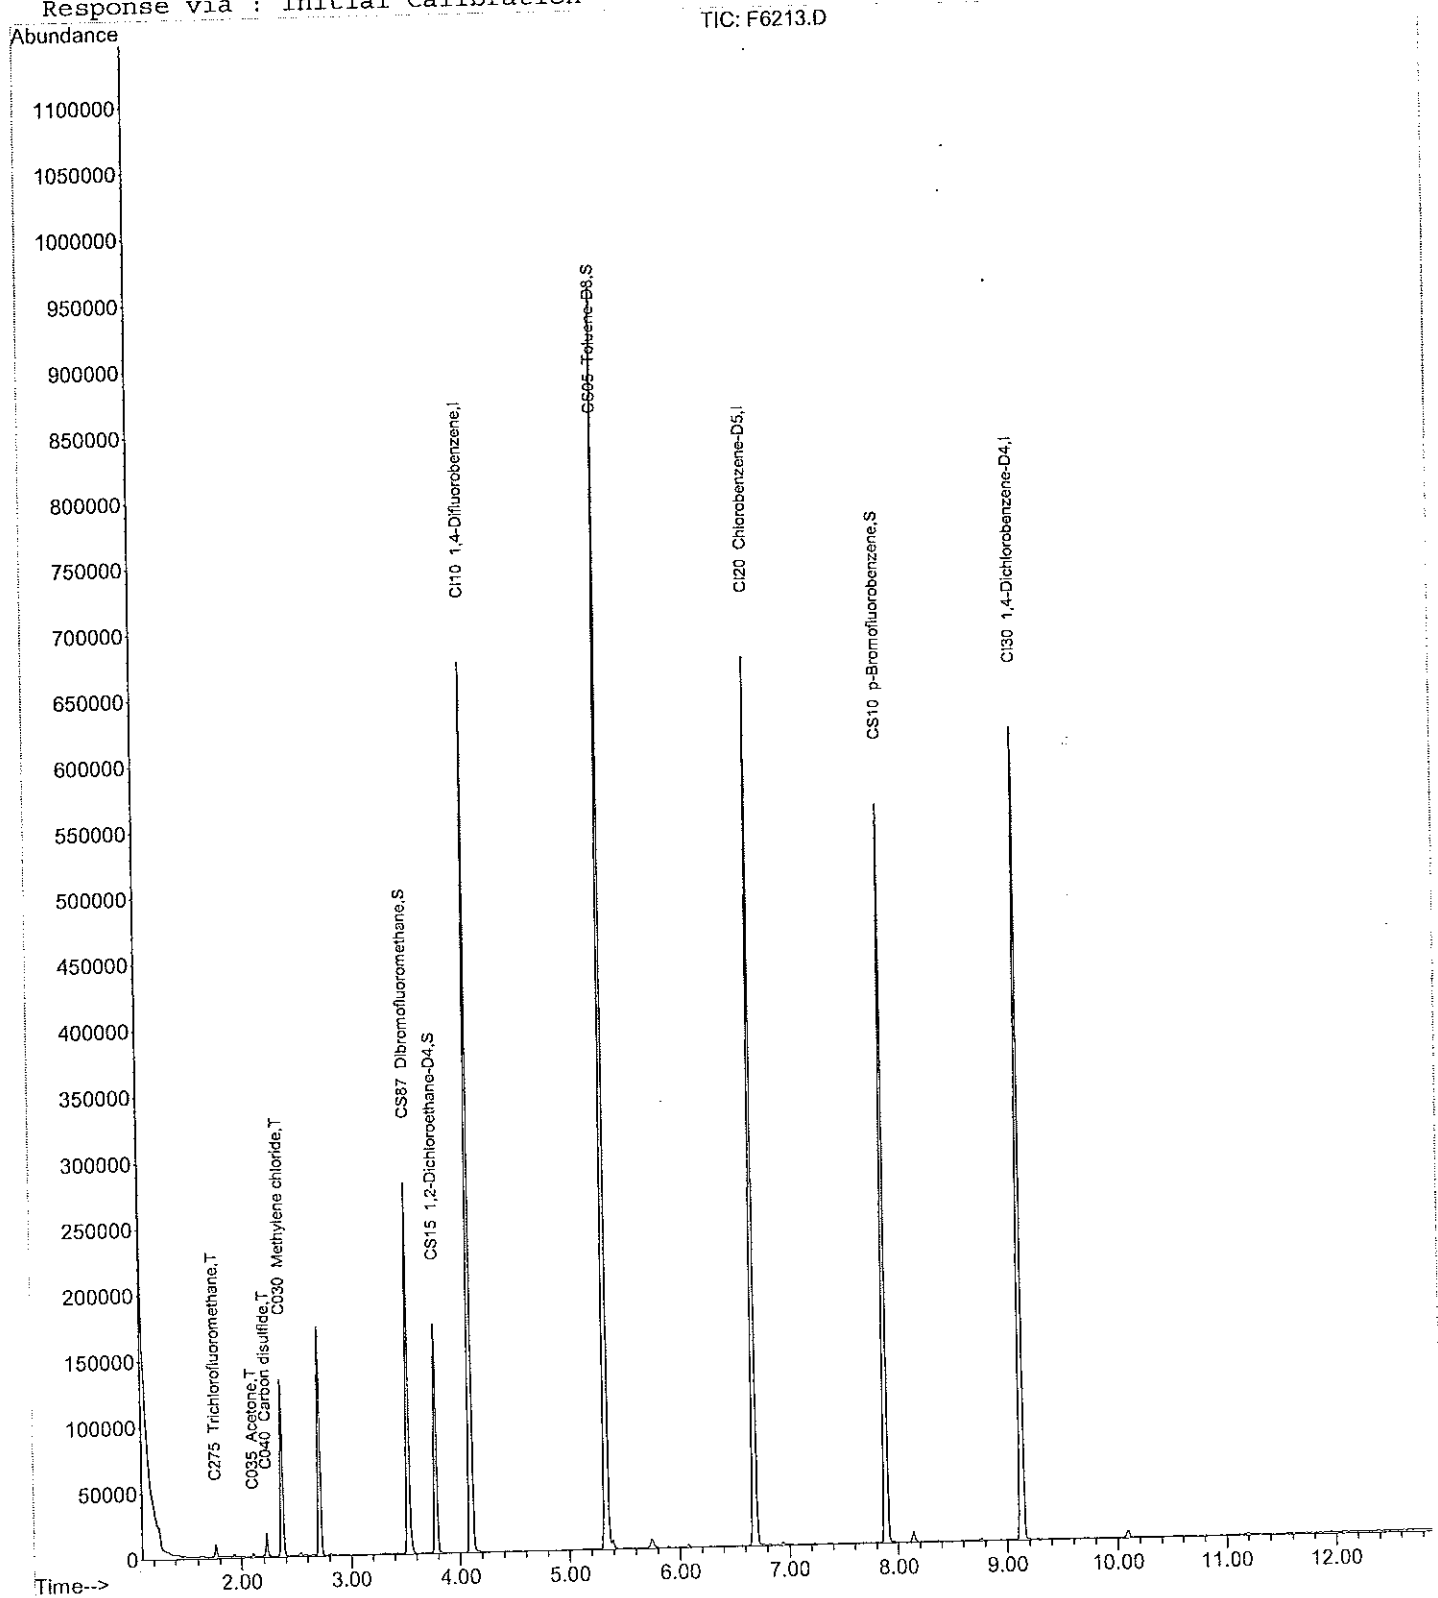 Response via : Initial Calibration
TIC: F6213.D
Abundance
1100000
1050000
1000000
950000
900000
850000
800000
750000
700000
650000
600000
550000
500000
450000
400000
350000
300000
250000
200000
150000
100000
50000
0
C275 Trichlorofluoromethane,T
C035 Acetone,T
C040 Carbon disulfide,T
C030 Methylene chloride,T
CS87 Dibromofluoromethane,S
CS15 1,2-Dichloroethane-D4,S
CI10 1,4-Difluorobenzene,I
CS05 Toluene-D8,S
CI20 Chlorobenzene-D5,I
CS10 p-Bromofluorobenzene,S
CI30 1,4-Dichlorobenzene-D4,I
Time-->
2.00 3.00 4.00 5.00 6.00 7.00 8.00 9.00 10.00 11.00 12.00